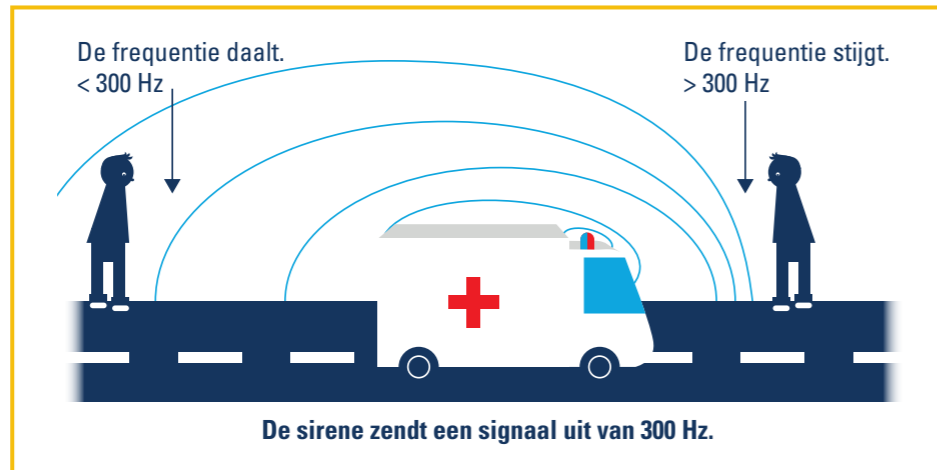 De frequentie daalt.
< 300 Hz
De frequentie stijgt.
> 300 Hz
De sirene zendt een signaal uit van 300 Hz.